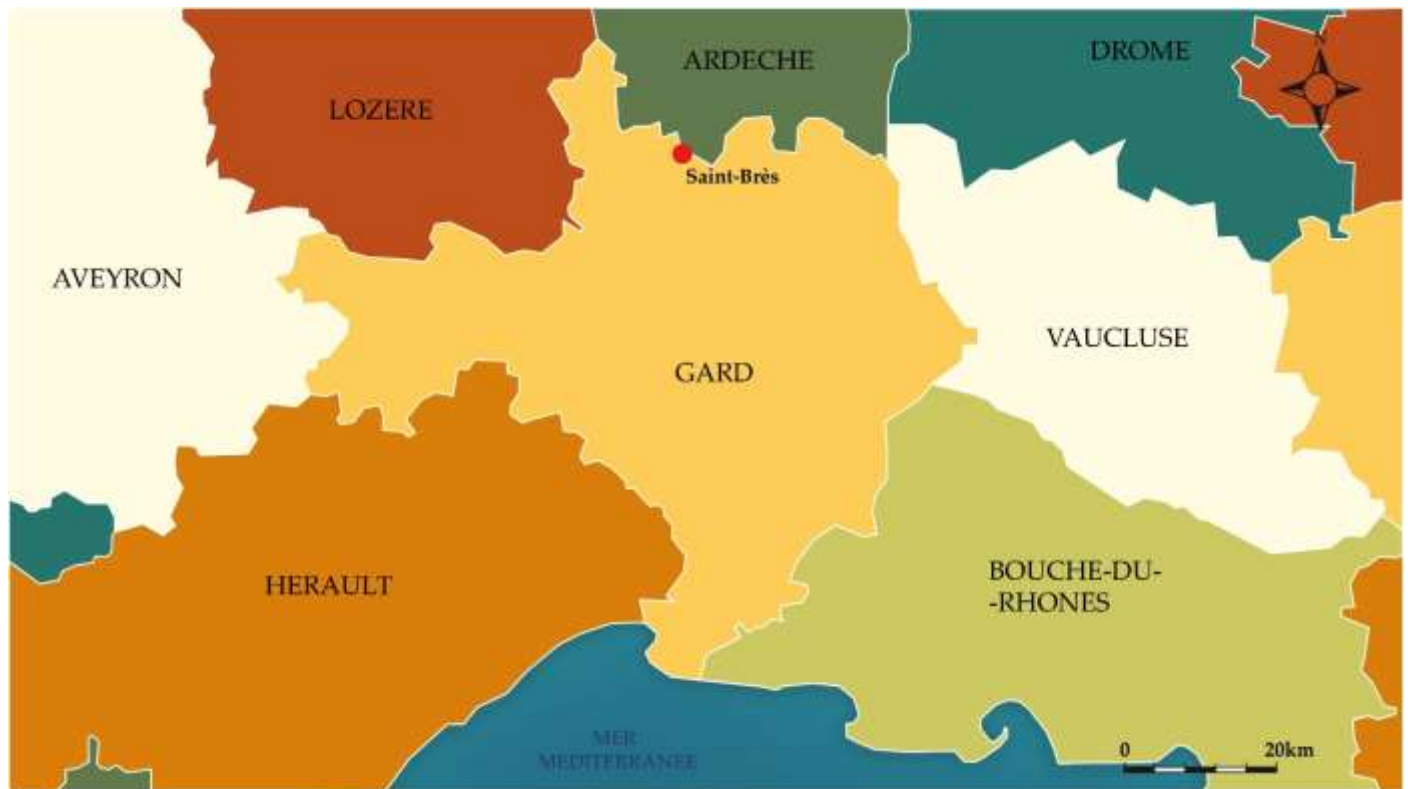 ARDECHE
DROME
N
LOZERE
Saint-Brès
AVEYRON
VAUCLUSE
GARD
HERAULT
BOUCHE-DU-
-RHONES
MER
MEDITERRANEE
0 20km